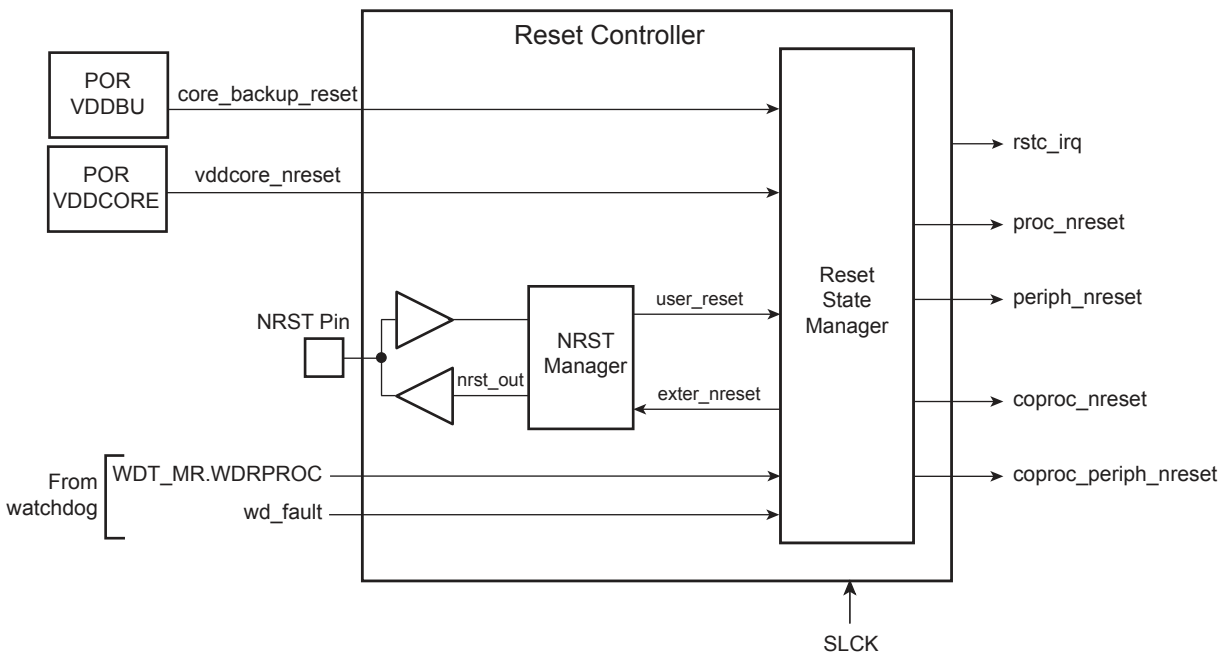 Reset Controller
POR
VDDBU
core_backup_reset
rstc_irq
POR
VDDCORE
vddcore_nreset
proc_nreset
Reset
State
Manager
periph_nreset
NRST Pin
user_reset
NRST
Manager
nrst_out
exter_nreset
coproc_nreset
From
watchdog
WDT_MR.WDRPROC
coproc_periph_nreset
wd_fault
SLCK